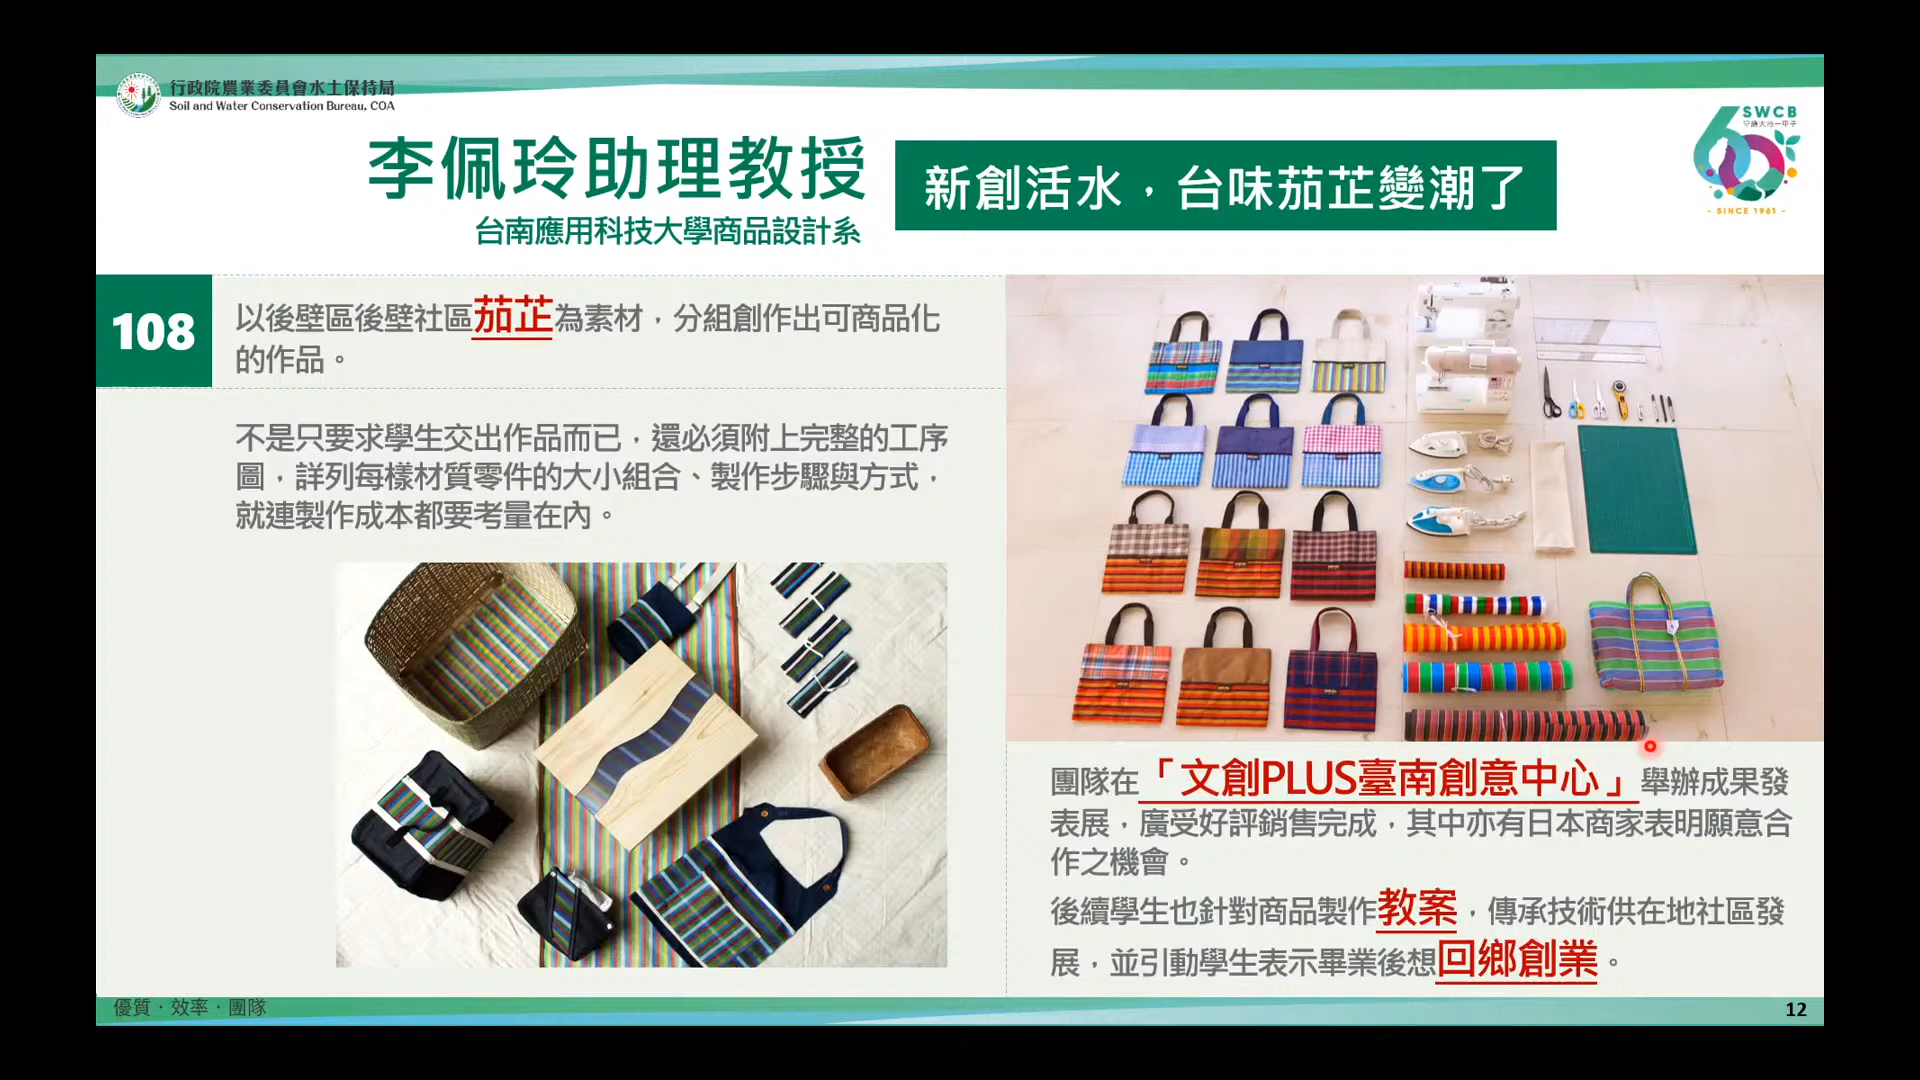 行政院農業委員會水土保持局
Soil and Water Conservation Bureau, COA
SWCB
守護大地一甲子
- SINCE 1961 -
李佩玲助理教授
台南應用科技大學商品設計系
新創活水，台味茄芷變潮了
108
以後壁區後壁社區茄芷為素材，分組創作出可商品化
的作品。
不是只要求學生交出作品而已，還必須附上完整的工序
圖，詳列每樣材質零件的大小組合、製作步驟與方式，
就連製作成本都要考量在內。
團隊在「文創PLUS臺南創意中心」舉辦成果發
表展，廣受好評銷售完成，其中亦有日本商家表明願意合
作之機會。
後續學生也針對商品製作教案，傳承技術供在地社區發
展，並引動學生表示畢業後想回鄉創業。
優質．效率．團隊
12